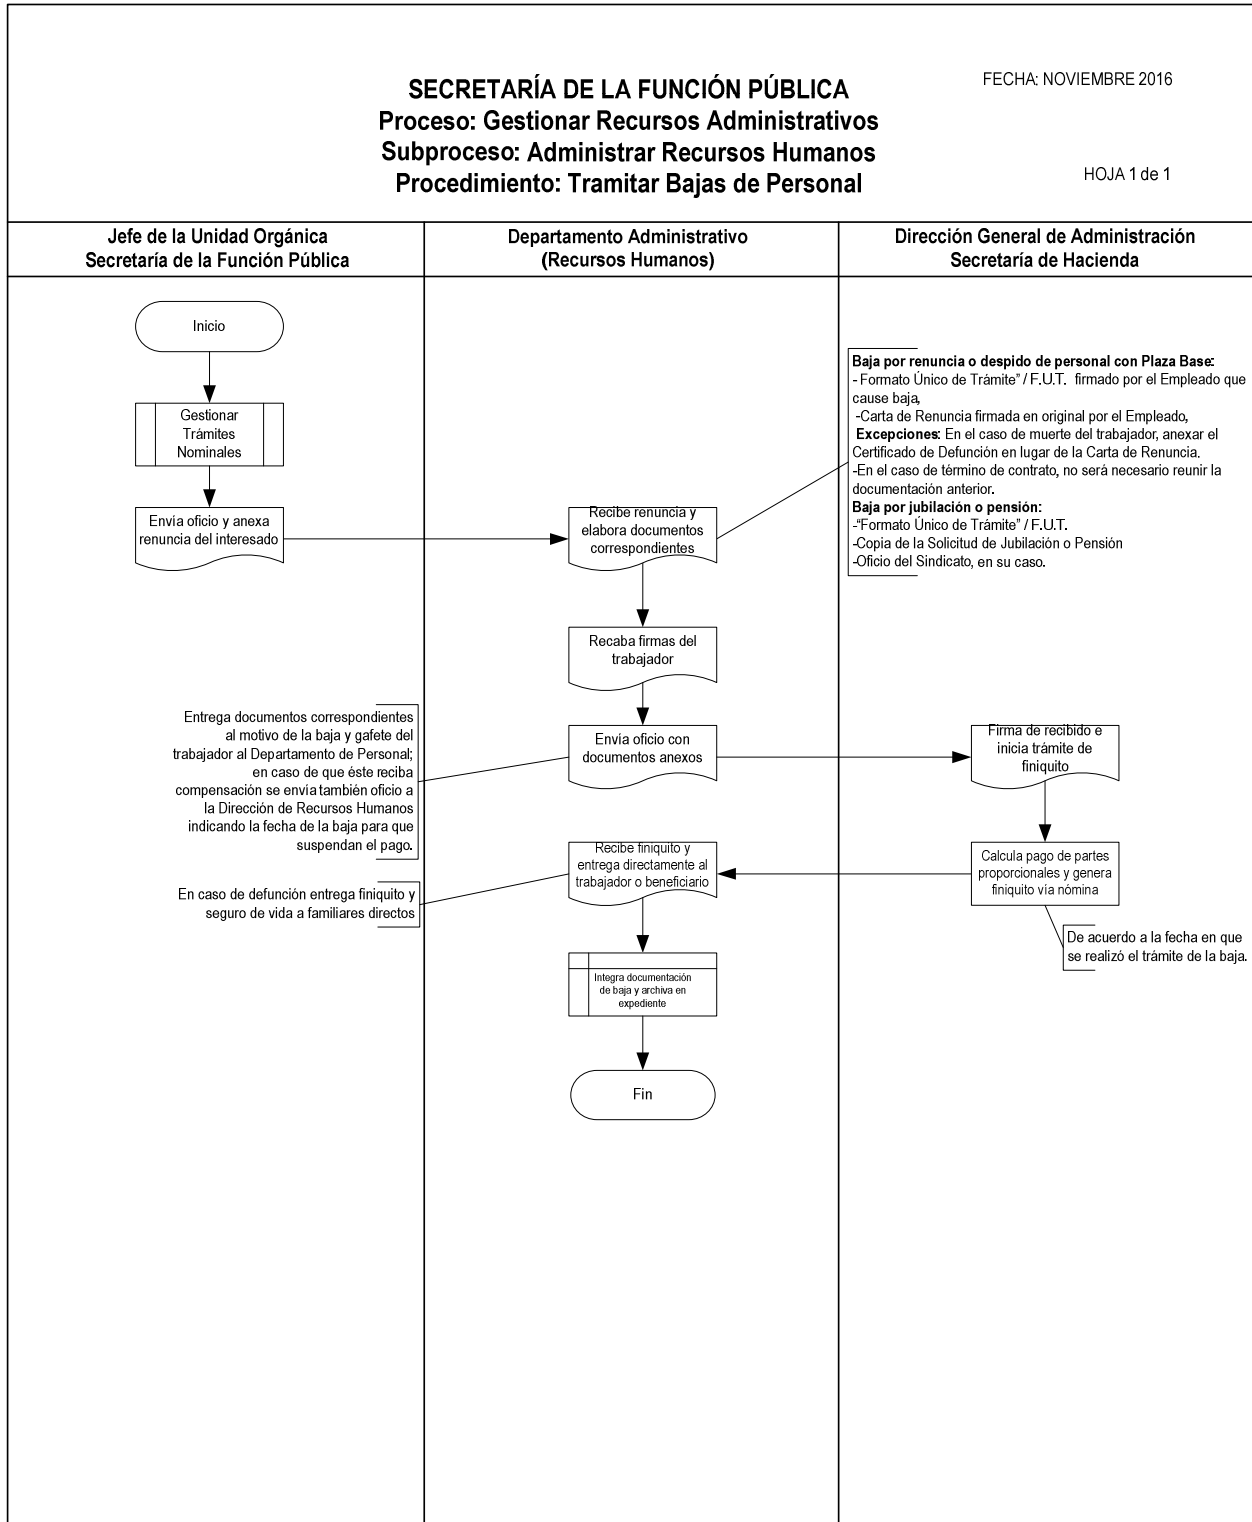 SECRETARÍA DE LA FUNCIÓN PÚBLICA
Proceso: Gestionar Recursos Administrativos
Subproceso: Administrar Recursos Humanos
Procedimiento: Tramitar Bajas de Personal
FECHA: NOVIEMBRE 2016
HOJA 1 de 1
Jefe de la Unidad Orgánica
Secretaría de la Función Pública
Departamento Administrativo
(Recursos Humanos)
Dirección General de Administración
Secretaría de Hacienda
Inicio
Gestionar
Trámites
Nominales
Envía oficio y anexa
renuncia del interesado
Recibe renuncia y
elabora documentos
correspondientes
Baja por renuncia o despido de personal con Plaza Base:
- Formato Único de Trámite" / F.U.T. firmado por el Empleado que
cause baja,
-Carta de Renuncia firmada en original por el Empleado,
Excepciones: En el caso de muerte del trabajador, anexar el
Certificado de Defunción en lugar de la Carta de Renuncia.
-En el caso de término de contrato, no será necesario reunir la
documentación anterior.
Baja por jubilación o pensión:
-"Formato Único de Trámite" / F.U.T.
-Copia de la Solicitud de Jubilación o Pensión
-Oficio del Sindicato, en su caso.
Recaba firmas del
trabajador
Envía oficio con
documentos anexos
Entrega documentos correspondientes
al motivo de la baja y gafete del
trabajador al Departamento de Personal;
en caso de que éste reciba
compensación se envía también oficio a
la Dirección de Recursos Humanos
indicando la fecha de la baja para que
suspendan el pago.
Firma de recibido e
inicia trámite de
finiquito
Calcula pago de partes
proporcionales y genera
finiquito vía nómina
De acuerdo a la fecha en que
se realizó el trámite de la baja.
Recibe finiquito y
entrega directamente al
trabajador o beneficiario
En caso de defunción entrega finiquito y
seguro de vida a familiares directos
Integra documentación
de baja y archiva en
expediente
Fin